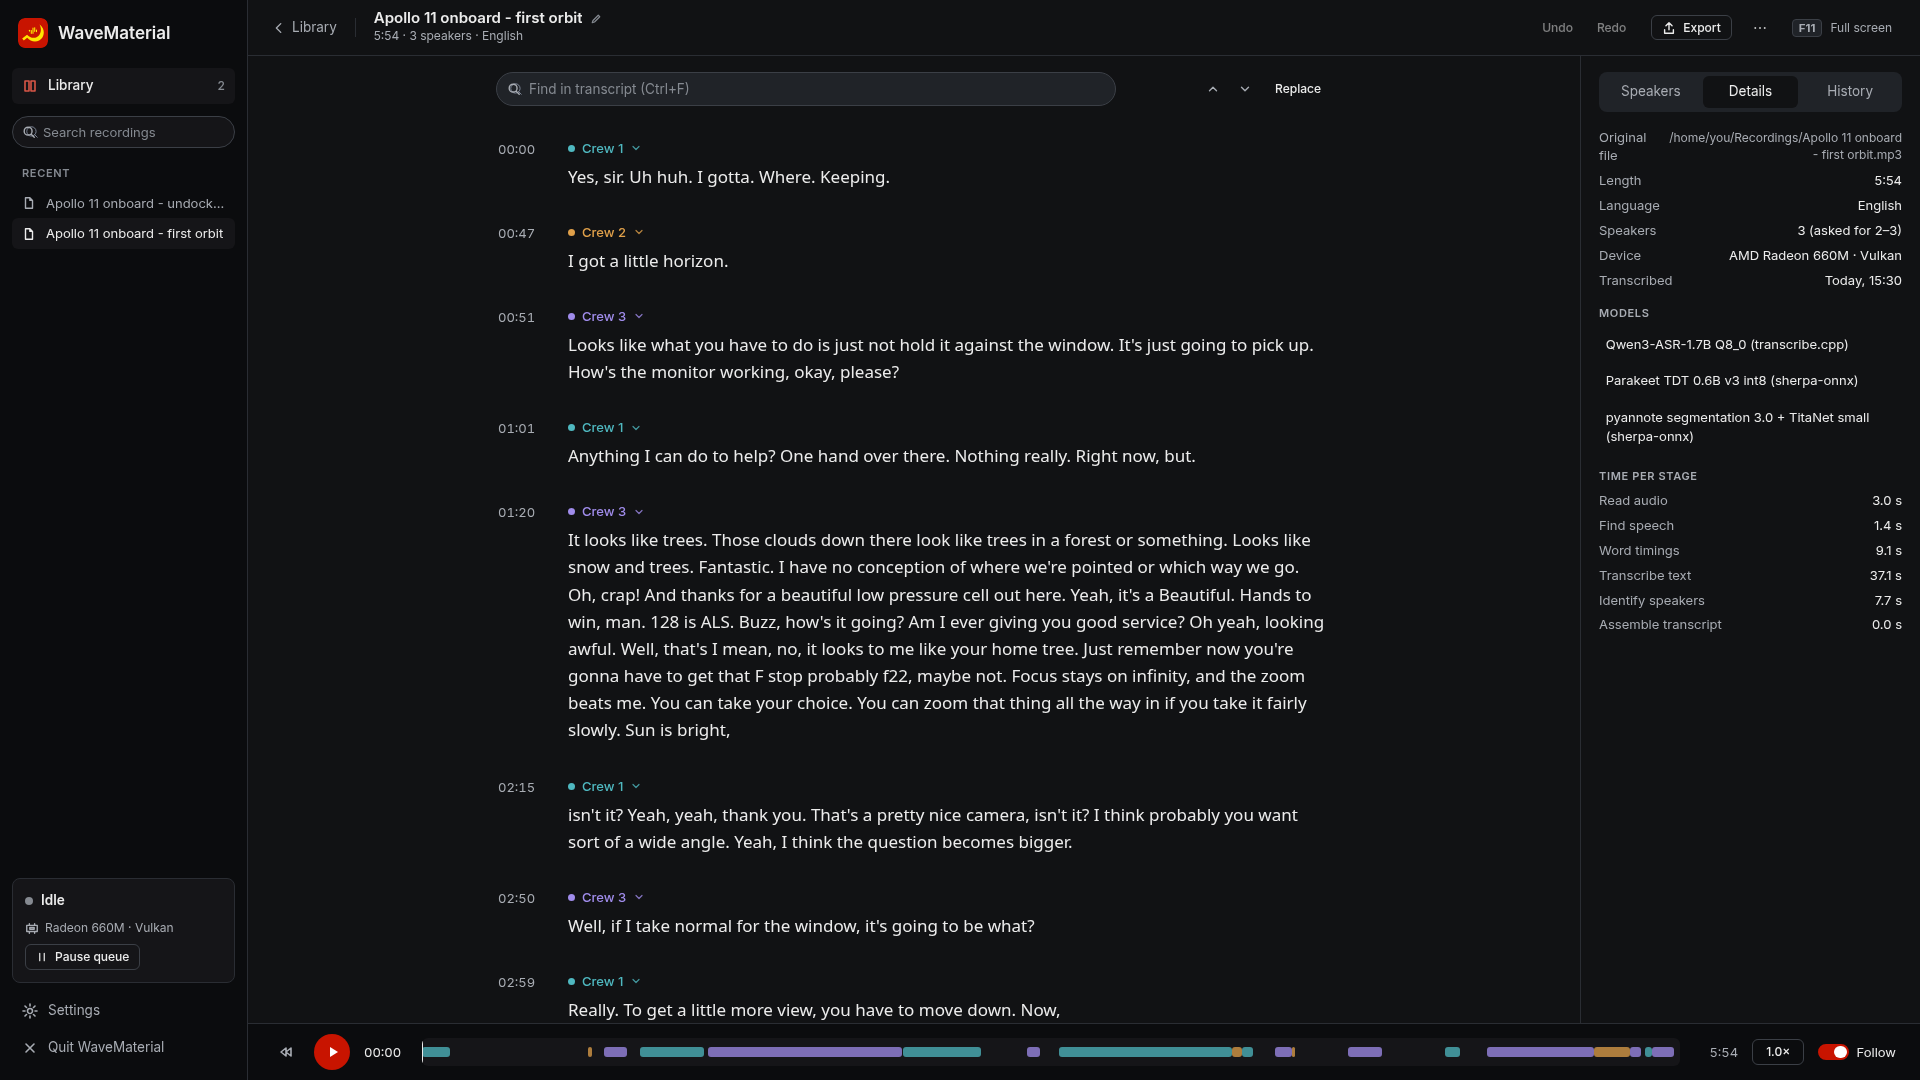 WaveMaterial
Library 2
Search recordings
RECENT
Apollo 11 onboard - undock...
Apollo 11 onboard - first orbit
Idle
Radeon 660M · Vulkan
Pause queue
Settings
Quit WaveMaterial
Library
Apollo 11 onboard - first orbit
5:54 · 3 speakers · English
Undo
Redo
Export
F11 Full screen
Find in transcript (Ctrl+F)
Replace
00:00 Crew 1
Yes, sir. Uh huh. I gotta. Where. Keeping.
00:47 Crew 2
I got a little horizon.
00:51 Crew 3
Looks like what you have to do is just not hold it against the window. It's just going to pick up.
How's the monitor working, okay, please?
01:01 Crew 1
Anything I can do to help? One hand over there. Nothing really. Right now, but.
01:20 Crew 3
It looks like trees. Those clouds down there look like trees in a forest or something. Looks like
snow and trees. Fantastic. I have no conception of where we're pointed or which way we go.
Oh, crap! And thanks for a beautiful low pressure cell out here. Yeah, it's a Beautiful. Hands to
win, man. 128 is ALS. Buzz, how's it going? Am I ever giving you good service? Oh yeah, looking
awful. Well, that's I mean, no, it looks to me like your home tree. Just remember now you're
gonna have to get that F stop probably f22, maybe not. Focus stays on infinity, and the zoom
beats me. You can take your choice. You can zoom that thing all the way in if you take it fairly
slowly. Sun is bright,
02:15 Crew 1
isn't it? Yeah, yeah, thank you. That's a pretty nice camera, isn't it? I think probably you want
sort of a wide angle. Yeah, I think the question becomes bigger.
02:50 Crew 3
Well, if I take normal for the window, it's going to be what?
02:59 Crew 1
Really. To get a little more view, you have to move down. Now,
Speakers
Details
History
Original file /home/you/Recordings/Apollo 11 onboard
- first orbit.mp3
Length 5:54
Language English
Speakers 3 (asked for 2–3)
Device AMD Radeon 660M · Vulkan
Transcribed Today, 15:30
MODELS
Qwen3-ASR-1.7B Q8_0 (transcribe.cpp)
Parakeet TDT 0.6B v3 int8 (sherpa-onnx)
pyannote segmentation 3.0 + TitaNet small
(sherpa-onnx)
TIME PER STAGE
Read audio 3.0 s
Find speech 1.4 s
Word timings 9.1 s
Transcribe text 37.1 s
Identify speakers 7.7 s
Assemble transcript 0.0 s
00:00
5:54
1.0×
Follow